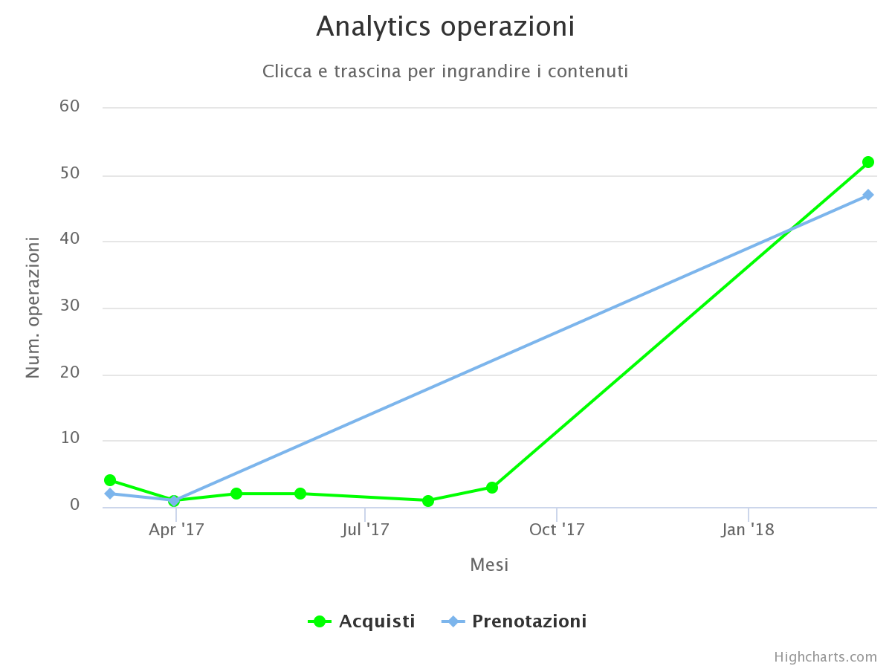 Analytics operazioni
Clicca e trascina per ingrandire i contenuti
Num. operazioni
60
50
40
30
20
10
0
Apr '17 Jul '17 Oct '17 Jan '18
Mesi
Acquisti Prenotazioni
Highcharts.com